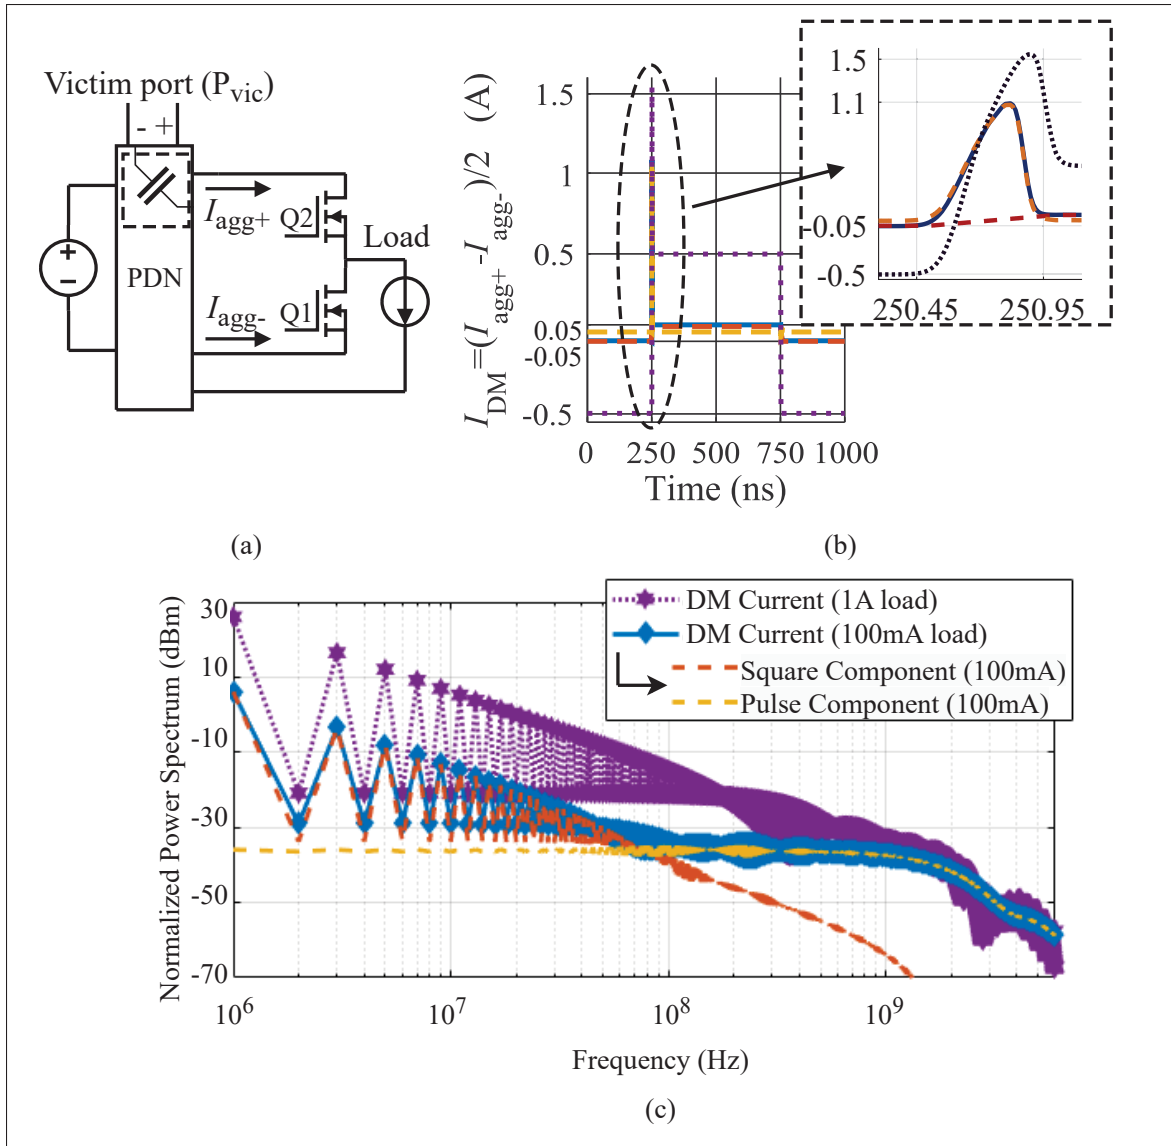 Victim port (Pvic)
- +
Iagg+
Q2
Load
PDN
Iagg-
Q1
(a)
IDM=(Iagg+-Iagg-)/2 (A)
1.5
1
0.5
0.05
-0.05
-0.5
0 250 500 750 1000
Time (ns)
1.5
1.1
-0.05
-0.5
250.45 250.95
(b)
DM Current (1A load)
DM Current (100mA load)
Square Component (100mA)
Pulse Component (100mA)
Normalized Power Spectrum (dBm)
30
10
-10
-30
-50
-70
10^6 10^7 10^8 10^9
Frequency (Hz)
(c)